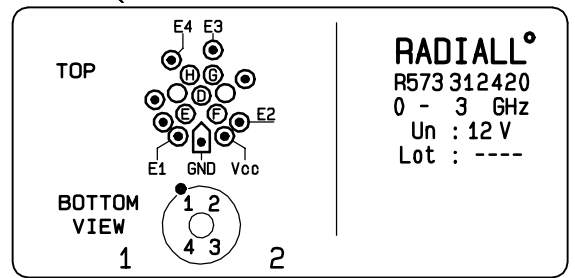 E4 E3
TOP
H G
D
E F
E2
E1 GND Vcc
BOTTOM
VIEW
1 2
4 3
1 2
RADIALL°
R573 312420
0 - 3 GHz
Un : 12 V
Lot : ----